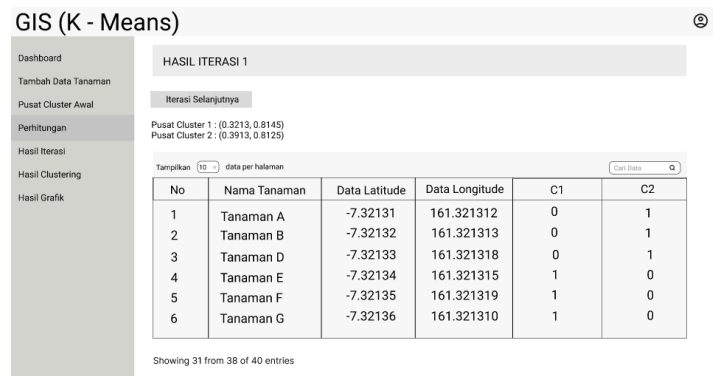 GIS (K - Means)
Dashboard
Tambah Data Tanaman
Pusat Cluster Awal
Perhitungan
Hasil Iterasi
Hasil Clustering
Hasil Grafik
HASIL ITERASI 1
Iterasi Selanjutnya
Pusat Cluster 1 : (0.3213, 0.8145)
Pusat Cluster 2 : (0.3913, 0.8125)
Tampilkan 10 data per halaman
Cari Data
No Nama Tanaman Data Latitude Data Longitude C1 C2
1 Tanaman A -7.32131 161.321312 0 1
2 Tanaman B -7.32132 161.321313 0 1
3 Tanaman D -7.32133 161.321318 0 1
4 Tanaman E -7.32134 161.321315 1 0
5 Tanaman F -7.32135 161.321319 1 0
6 Tanaman G -7.32136 161.321310 1 0
Showing 31 from 38 of 40 entries